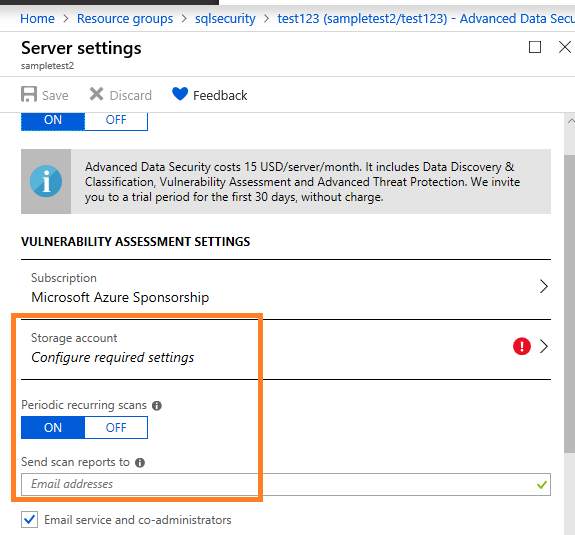 Home > Resource groups > sqlsecurity > test123 (sampletest2/test123) - Advanced Data Secu
Server settings
sampletest2
Save Discard Feedback
ON OFF
Advanced Data Security costs 15 USD/server/month. It includes Data Discovery &
Classification, Vulnerability Assessment and Advanced Threat Protection. We invite
you to a trial period for the first 30 days, without charge.
VULNERABILITY ASSESSMENT SETTINGS
Subscription
Microsoft Azure Sponsorship
Storage account
Configure required settings
Periodic recurring scans
ON OFF
Send scan reports to
Email addresses
Email service and co-administrators